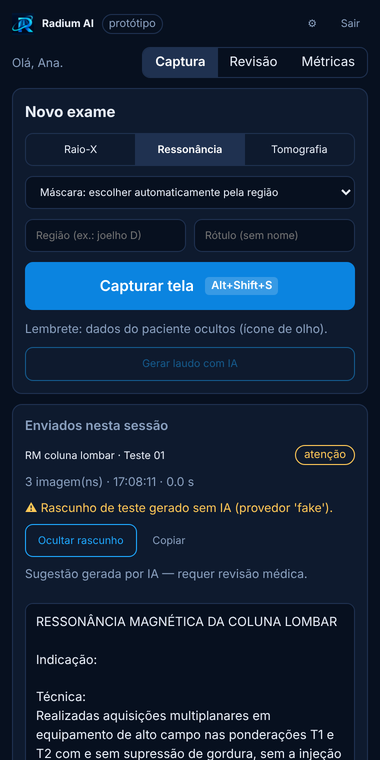 Radium AI protótipo
Sair
Olá, Ana.
Captura Revisão Métricas
Novo exame
Raio-X Ressonância Tomografia
Máscara: escolher automaticamente pela região
Região (ex.: joelho D) Rótulo (sem nome)
Capturar tela Alt+Shift+S
Lembrete: dados do paciente ocultos (ícone de olho).
Gerar laudo com IA
Enviados nesta sessão
RM coluna lombar · Teste 01 atenção
3 imagem(ns) · 17:08:11 · 0.0 s
⚠ Rascunho de teste gerado sem IA (provedor 'fake').
Ocultar rascunho Copiar
Sugestão gerada por IA — requer revisão médica.
RESSONÂNCIA MAGNÉTICA DA COLUNA LOMBAR
Indicação:
Técnica:
Realizadas aquisições multiplanares em
equipamento de alto campo nas ponderações T1 e
T2 com e sem supressão de gordura, sem a injeção